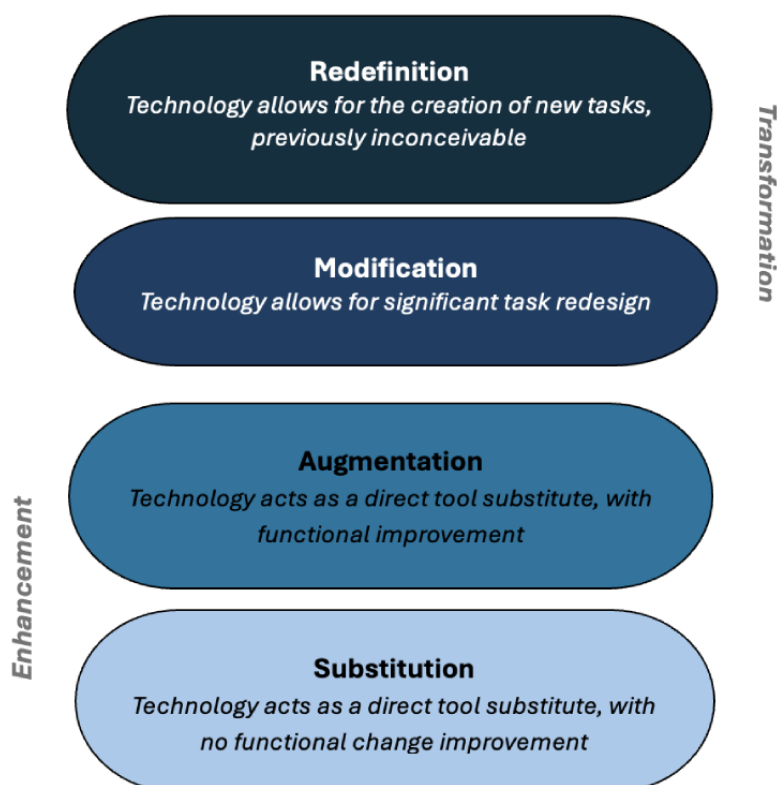 Redefinition
Technology allows for the creation of new tasks,
previously inconceivable
Transformation
Modification
Technology allows for significant task redesign
Augmentation
Technology acts as a direct tool substitute, with
functional improvement
Enhancement
Substitution
Technology acts as a direct tool substitute, with
no functional change improvement